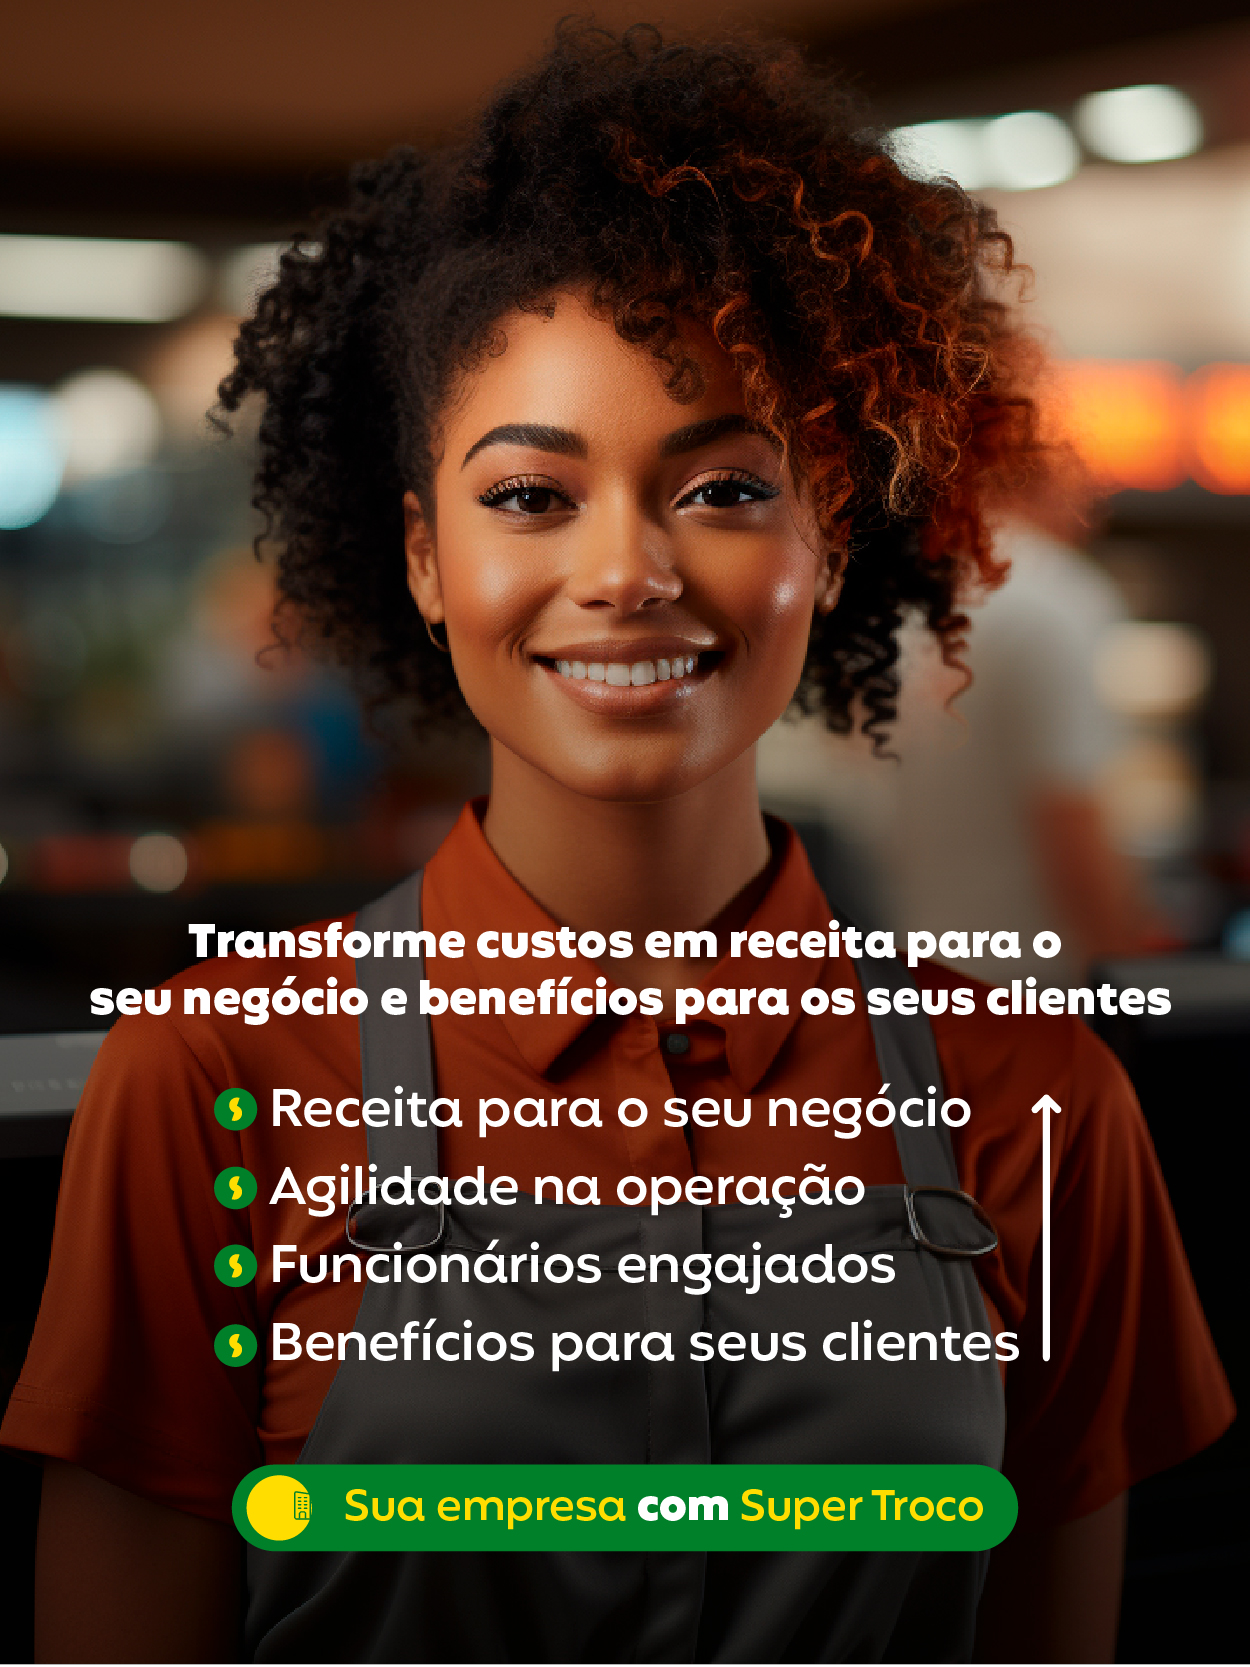 Transforme custos em receita para o
seu negócio e benefícios para os seus clientes
Receita para o seu negócio
Agilidade na operação
Funcionários engajados
Benefícios para seus clientes
Sua empresa com Super Troco